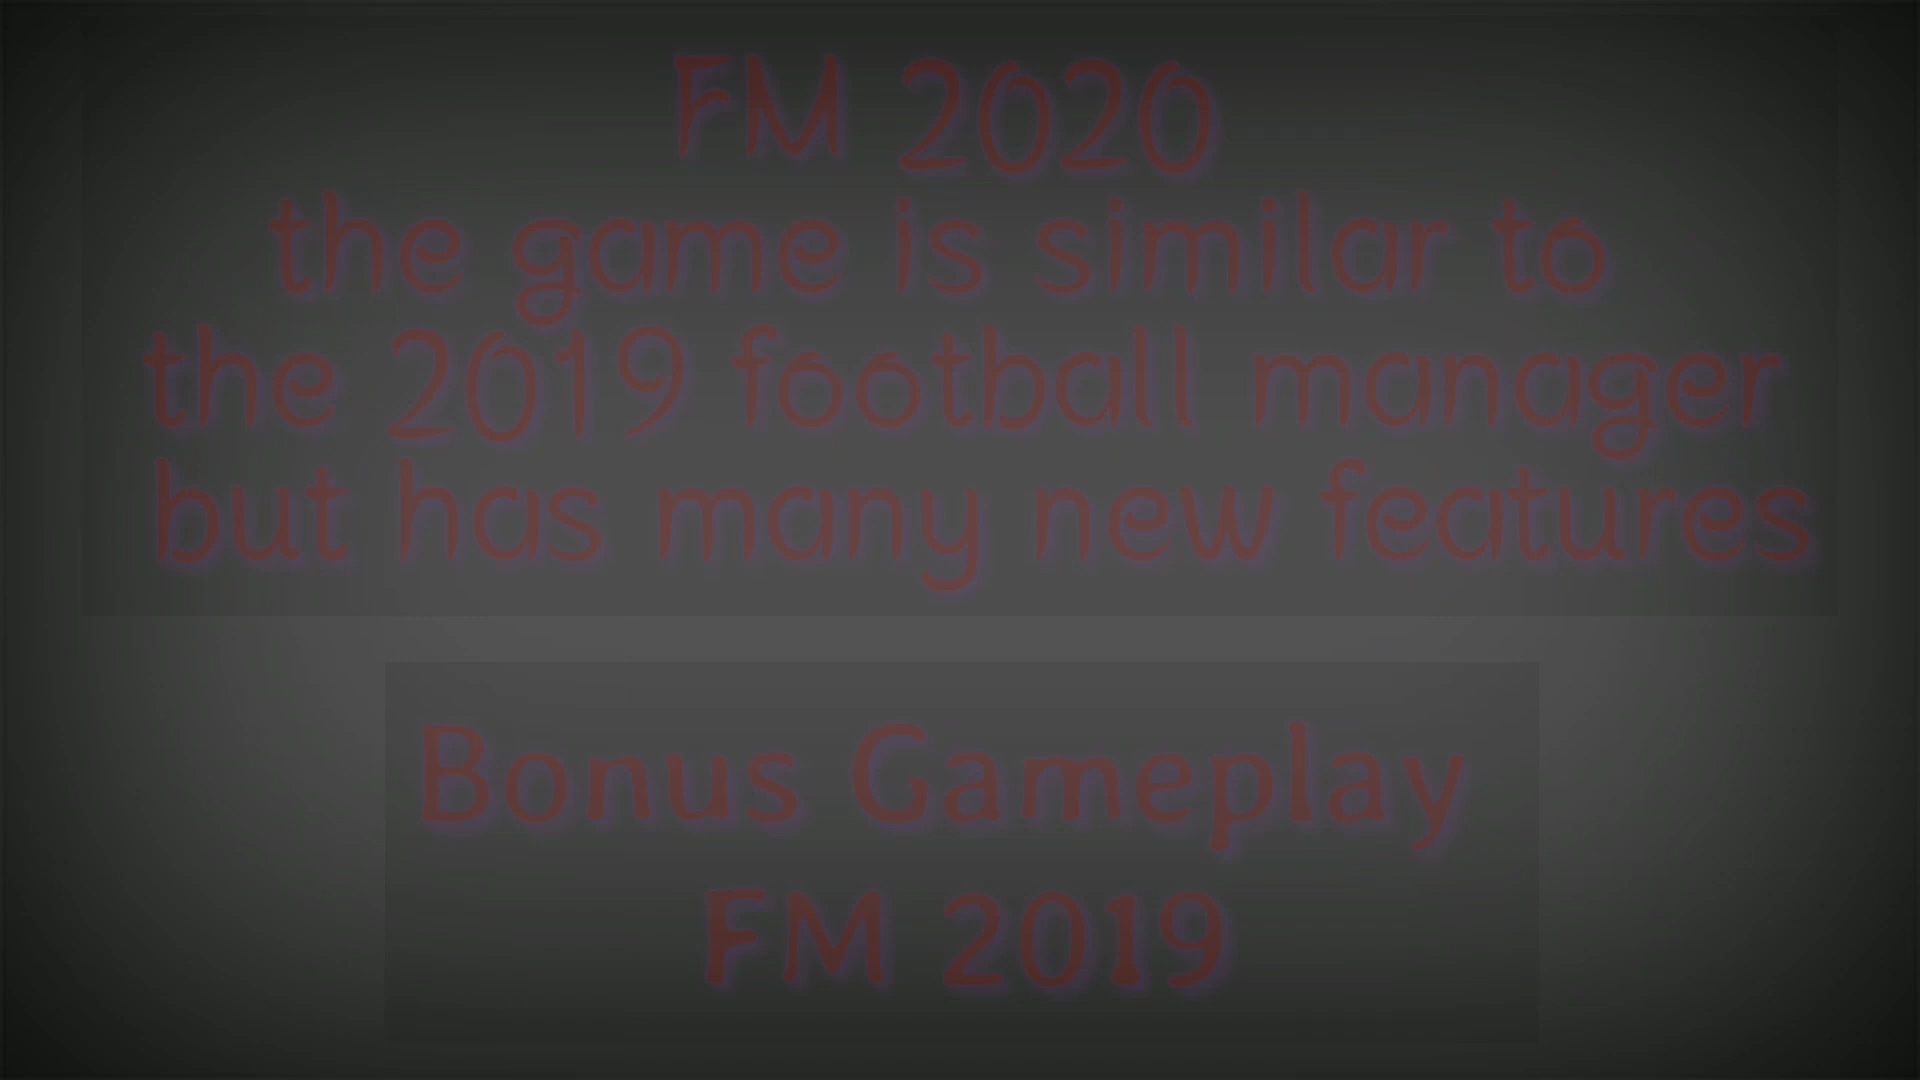 FM 2020
the game is similar to
the 2019 football manager
but has many new features
Bonus Gameplay
FM 2019